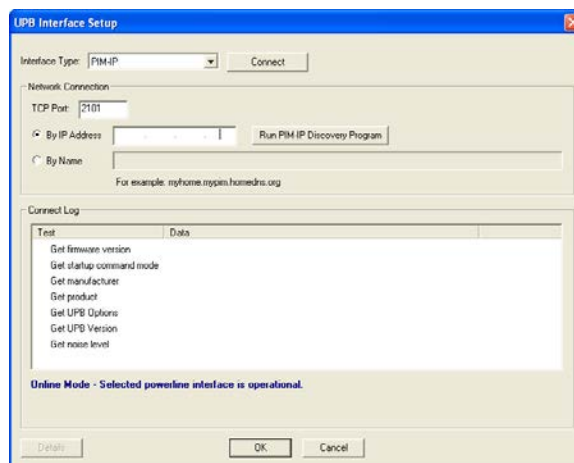 UPB Interface Setup
Interface Type: PIM-IP Connect
Network Connection
TCP Port: 2101
By IP Address . . . Run PIM-IP Discovery Program
By Name
For example: myhome.mypim.homedns.org
Connect Log
Test Data
Get firmware version
Get startup command mode
Get manufacturer
Get product
Get UPB Options
Get UPB Version
Get noise level
Online Mode - Selected powerline interface is operational.
Details OK Cancel